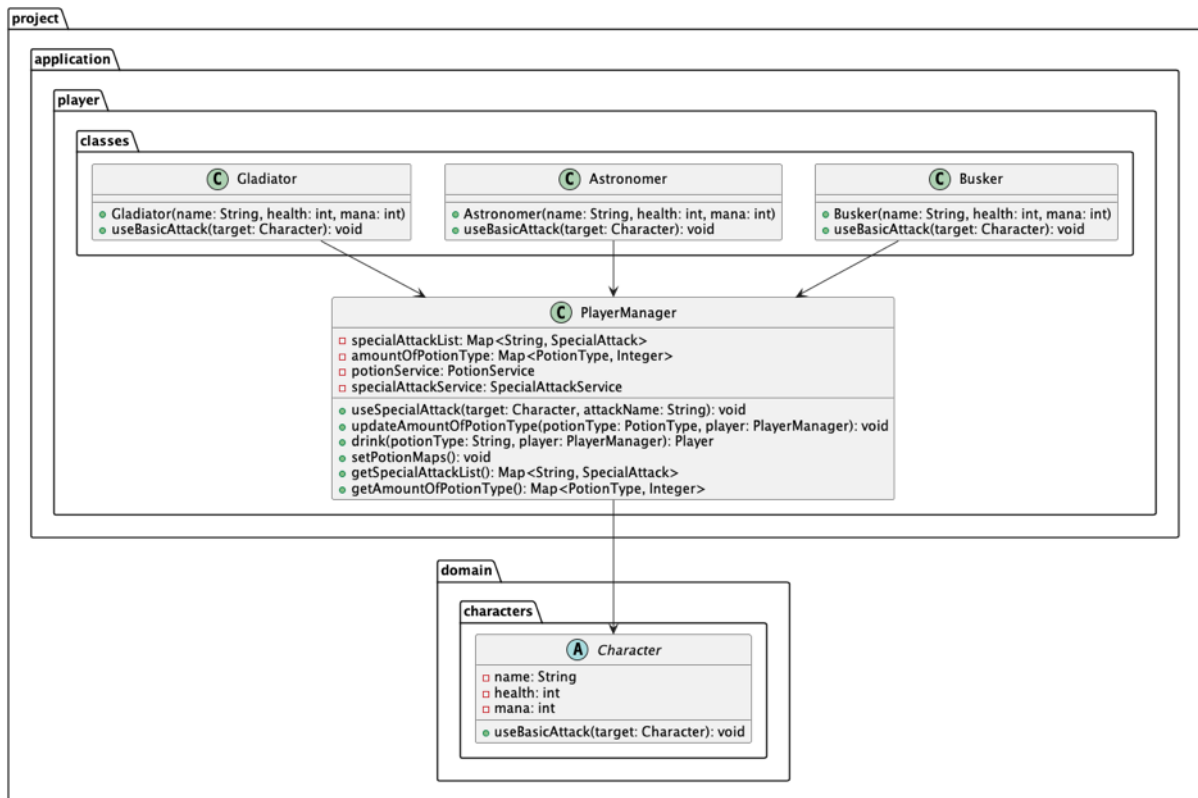 project
application
player
classes
C Gladiator
Gladiator(name: String, health: int, mana: int)
useBasicAttack(target: Character): void
C Astronomer
Astronomer(name: String, health: int, mana: int)
useBasicAttack(target: Character): void
C Busker
Busker(name: String, health: int, mana: int)
useBasicAttack(target: Character): void
C PlayerManager
specialAttackList: Map<String, SpecialAttack>
amountOfPotionType: Map<PotionType, Integer>
potionService: PotionService
specialAttackService: SpecialAttackService
useSpecialAttack(target: Character, attackName: String): void
updateAmountOfPotionType(potionType: PotionType, player: PlayerManager): void
drink(potionType: String, player: PlayerManager): Player
setPotionMaps(): void
getSpecialAttackList(): Map<String, SpecialAttack>
getAmountOfPotionType(): Map<PotionType, Integer>
domain
characters
A Character
name: String
health: int
mana: int
useBasicAttack(target: Character): void